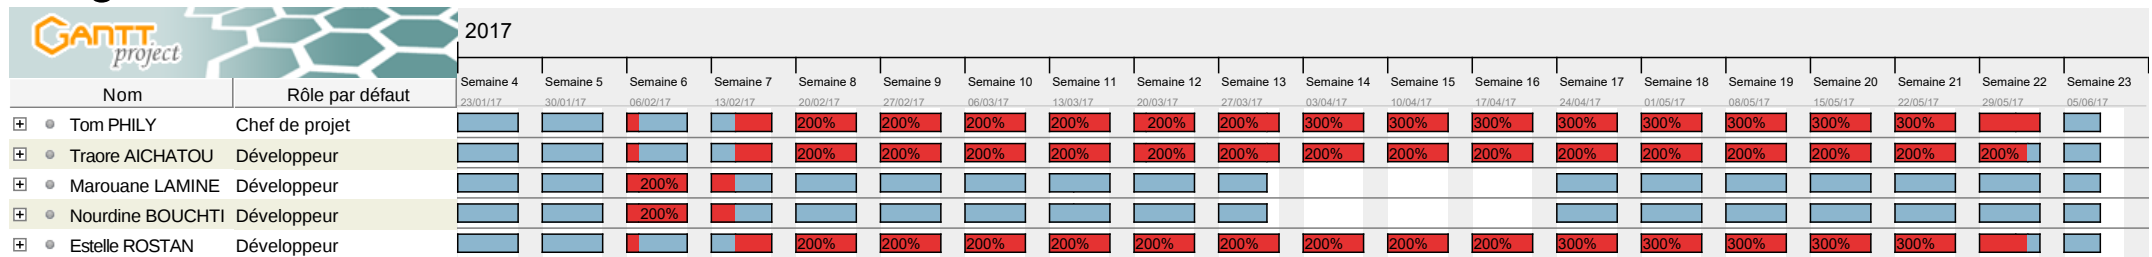 GANTT
project
2017
Semaine 4 Semaine 5 Semaine 6 Semaine 7 Semaine 8 Semaine 9 Semaine 10 Semaine 11 Semaine 12 Semaine 13 Semaine 14 Semaine 15 Semaine 16 Semaine 17 Semaine 18 Semaine 19 Semaine 20 Semaine 21 Semaine 22 Semaine 23
Nom Rôle par défaut
23/01/17 30/01/17 06/02/17 13/02/17 20/02/17 27/02/17 06/03/17 13/03/17 20/03/17 27/03/17 03/04/17 10/04/17 17/04/17 24/04/17 01/05/17 08/05/17 15/05/17 22/05/17 29/05/17 05/06/17
Tom PHILY Chef de projet 200% 200% 200% 200% 200% 200% 300% 300% 300% 300% 300% 300% 300% 300%
Traore AICHATOU Développeur 200% 200% 200% 200% 200% 200% 200% 200% 200% 200% 200% 200% 200% 200% 200%
Marouane LAMINE Développeur 200%
Nourdine BOUCHTI Développeur 200%
Estelle ROSTAN Développeur 200% 200% 200% 200% 200% 200% 200% 200% 200% 300% 300% 300% 300% 300%